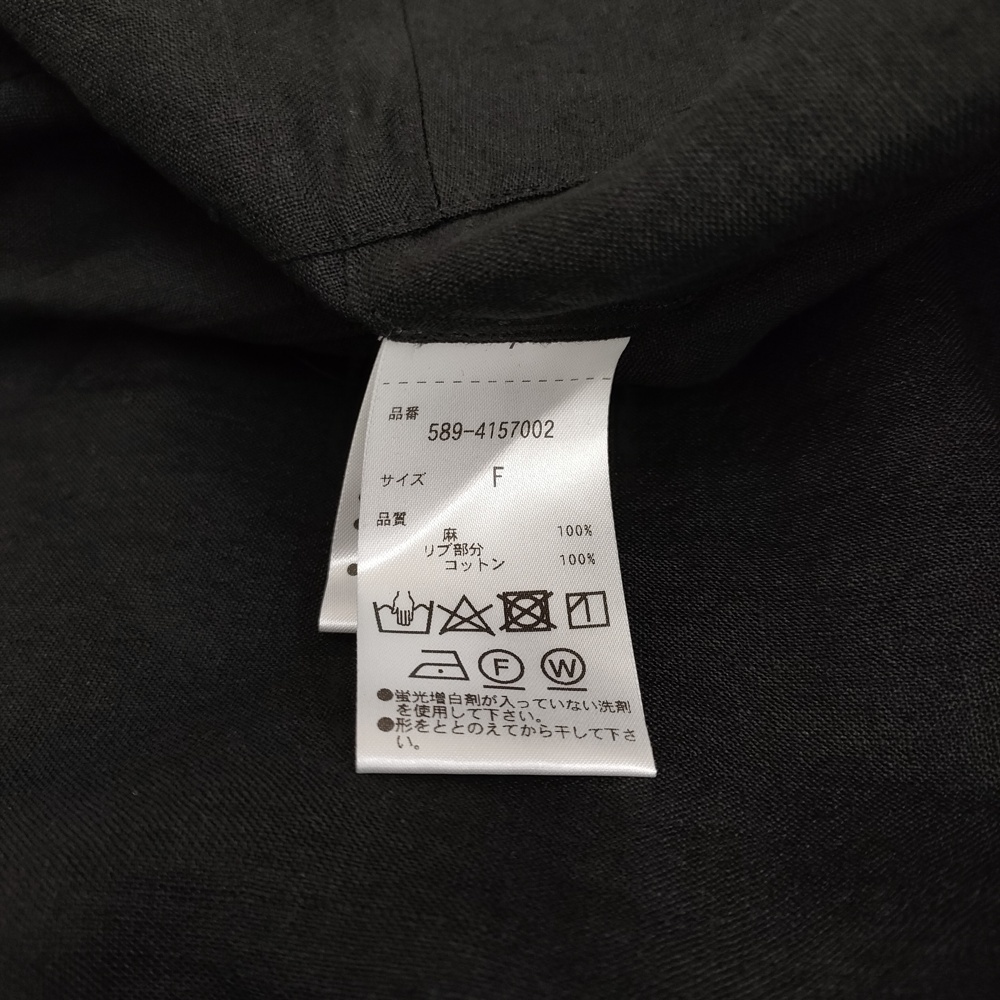 品番
589-4157002
サイズ F
品質
麻 100%
リブ部分
コットン 100%
F W
●蛍光増白剤が入っていない洗剤
を使用して下さい。
●形をととのえてから干して下さ
い。